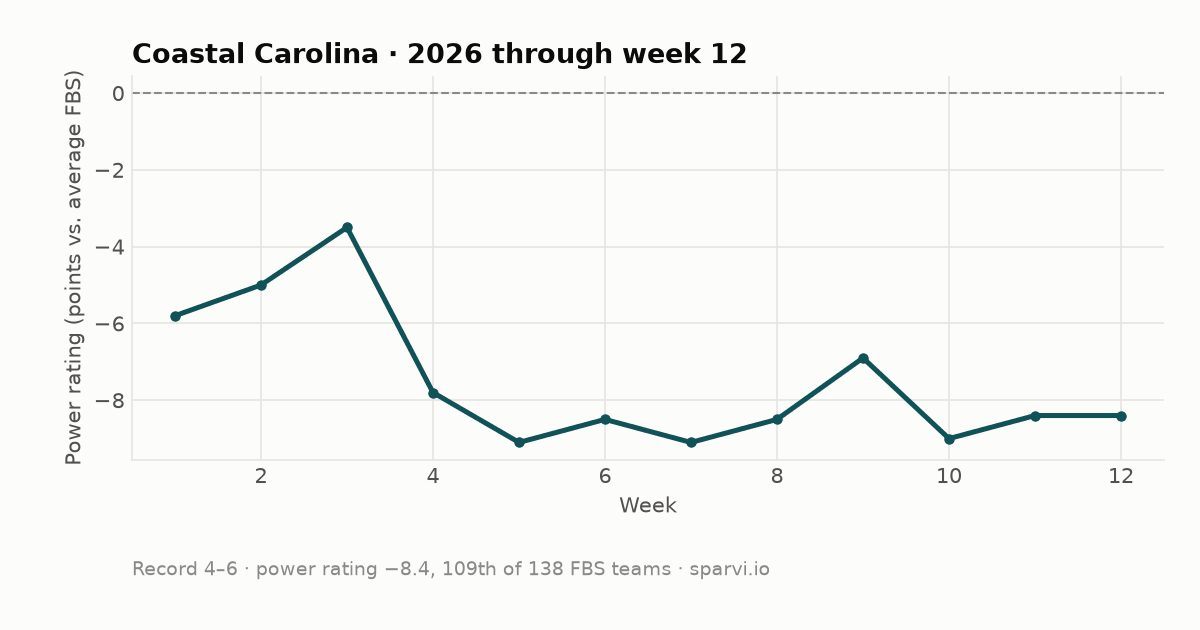 Coastal Carolina · 2026 through week 12
Power rating (points vs. average FBS)
0
−2
−4
−6
−8
2 4 6 8 10 12
Week
Record 4–6 · power rating −8.4, 109th of 138 FBS teams · sparvi.io